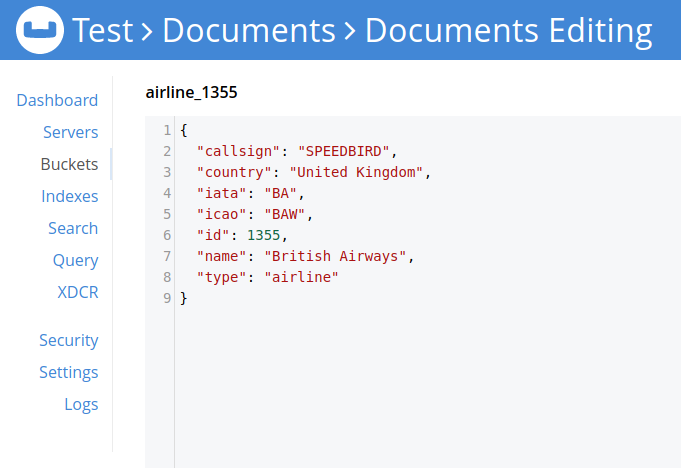 Test > Documents > Documents Editing
Dashboard
Servers
Buckets
Indexes
Search
Query
XDCR
Security
Settings
Logs
airline_1355
1 {
2   "callsign": "SPEEDBIRD",
3   "country": "United Kingdom",
4   "iata": "BA",
5   "icao": "BAW",
6   "id": 1355,
7   "name": "British Airways",
8   "type": "airline"
9 }